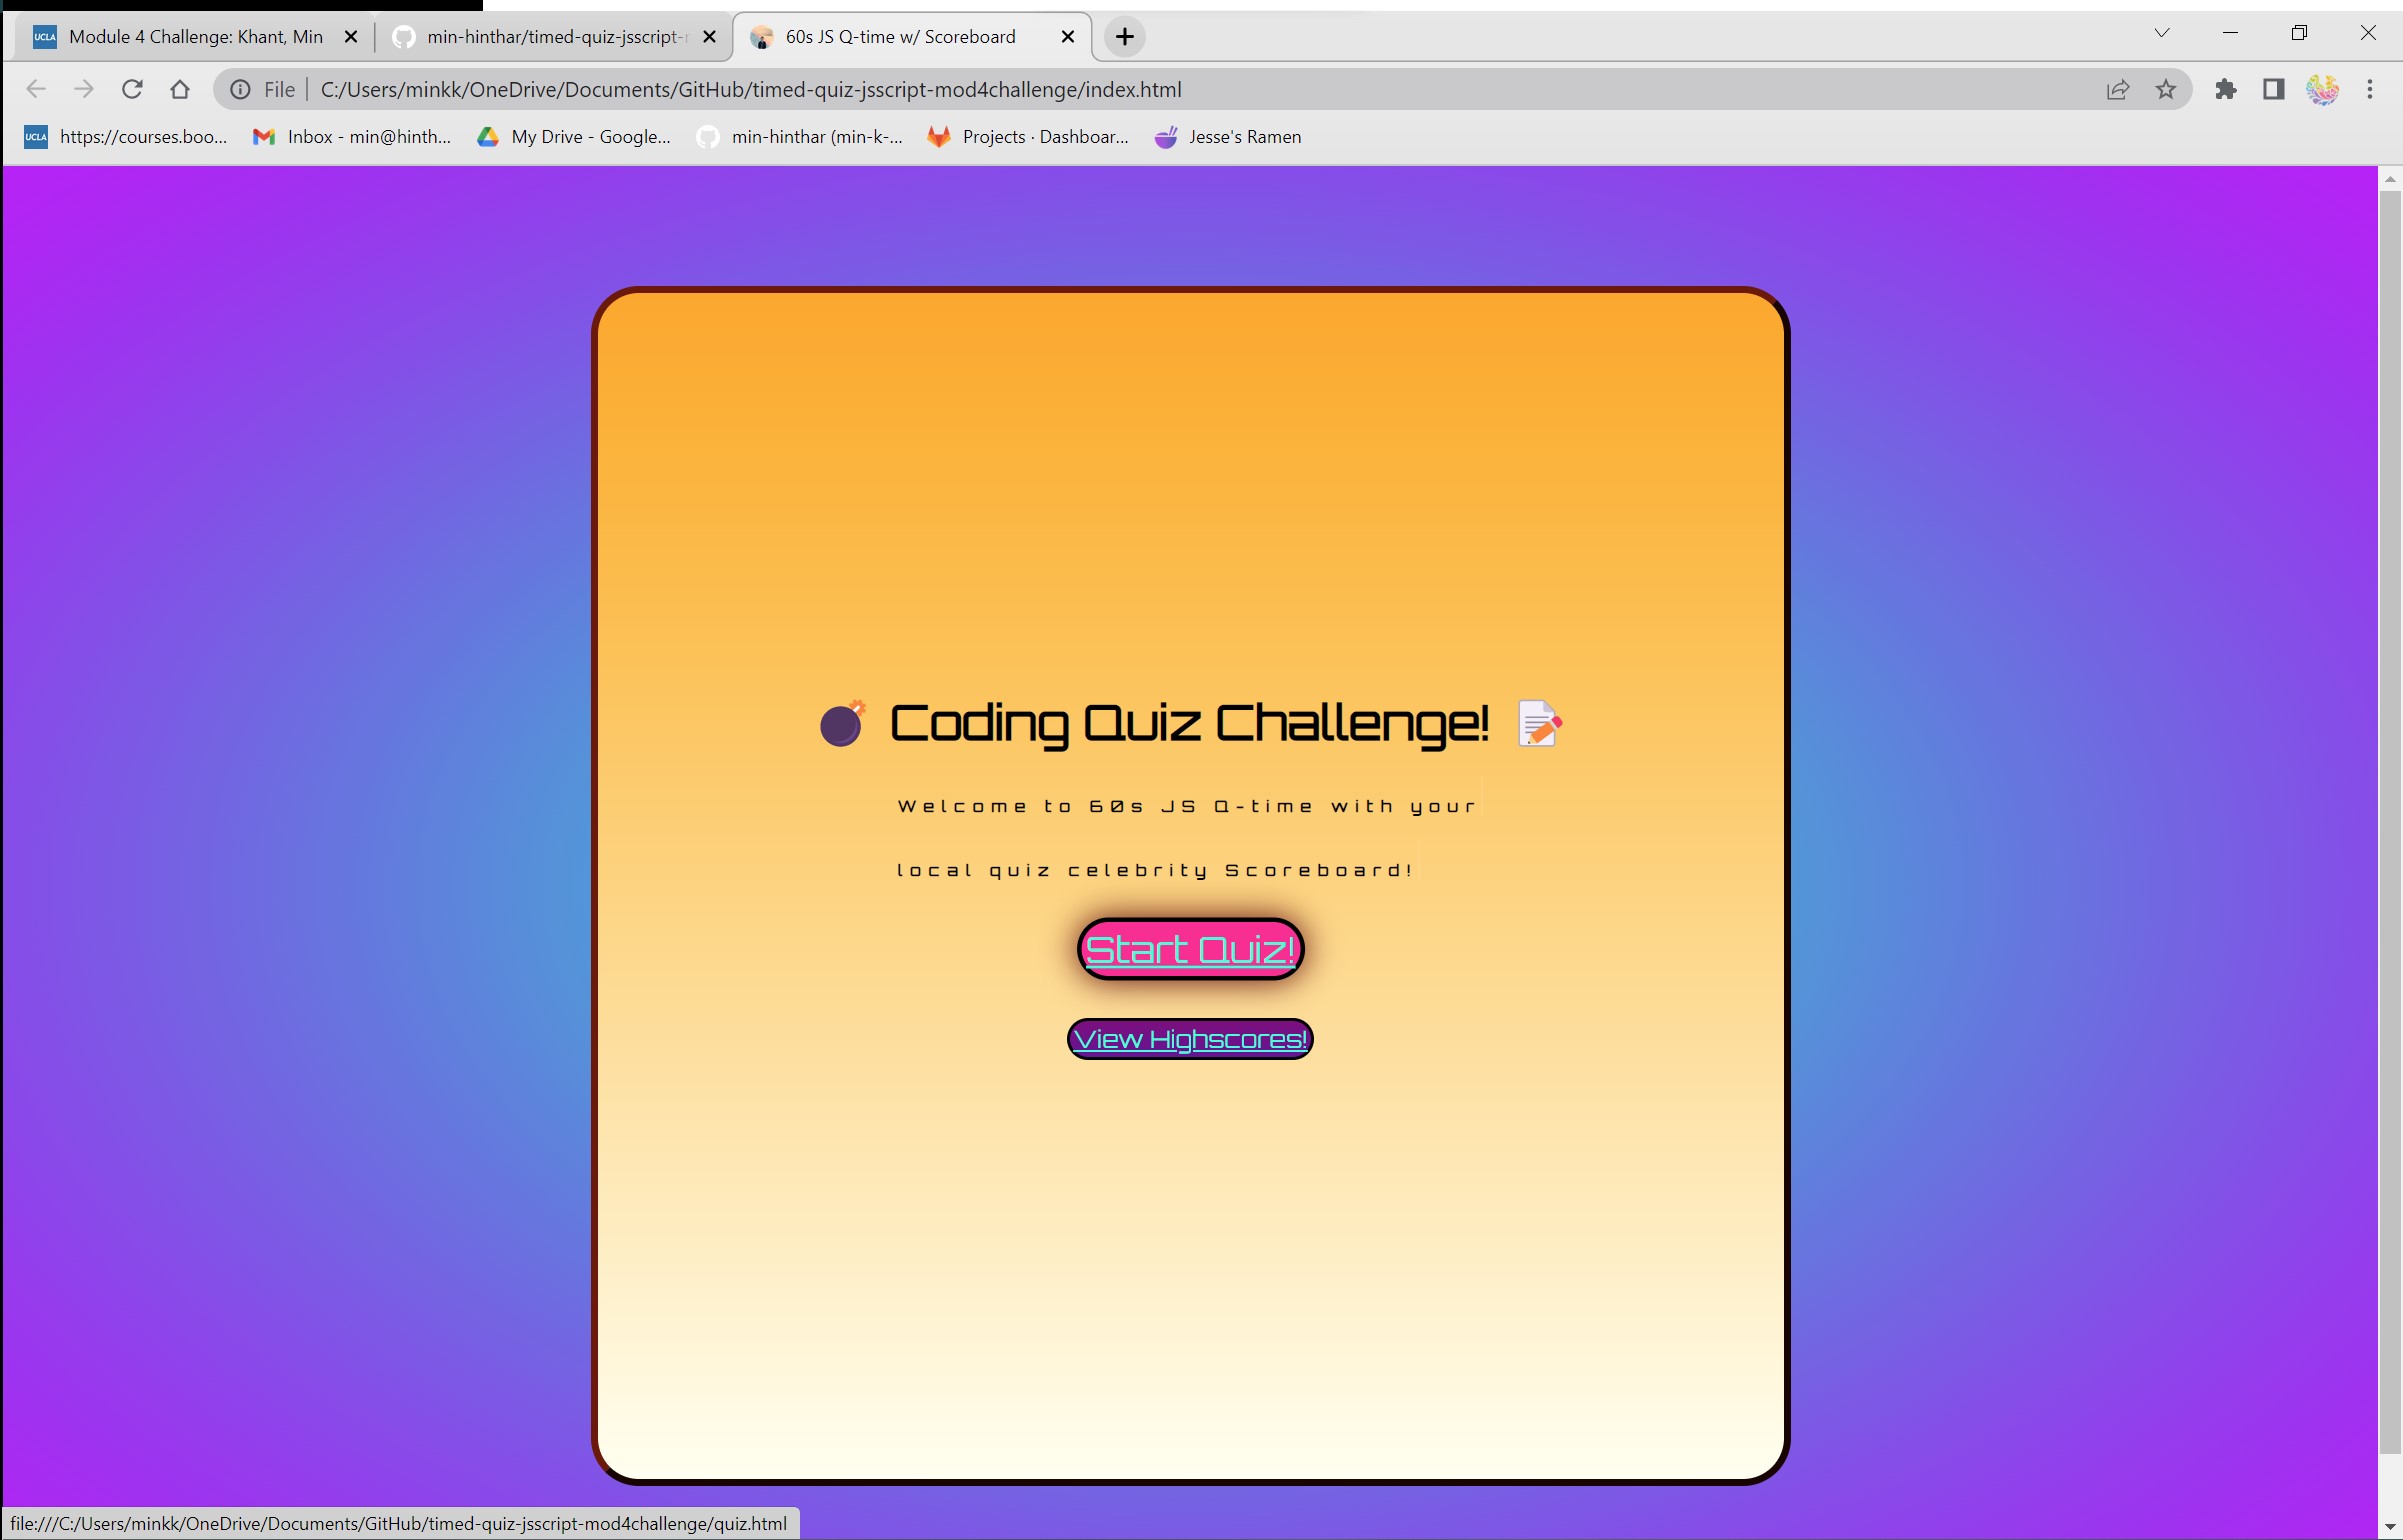 UCLA Module 4 Challenge: Khant, Min
min-hinthar/timed-quiz-jsscript-
60s JS Q-time w/ Scoreboard
File C:/Users/minkk/OneDrive/Documents/GitHub/timed-quiz-jsscript-mod4challenge/index.html
UCLA https://courses.boo...
Inbox - min@hinth...
My Drive - Google...
min-hinthar (min-k-...
Projects · Dashboar...
Jesse's Ramen
Coding Quiz Challenge!
Welcome to 60s JS Q-time with your
local quiz celebrity Scoreboard!
Start Quiz!
View Highscores!
file:///C:/Users/minkk/OneDrive/Documents/GitHub/timed-quiz-jsscript-mod4challenge/quiz.html